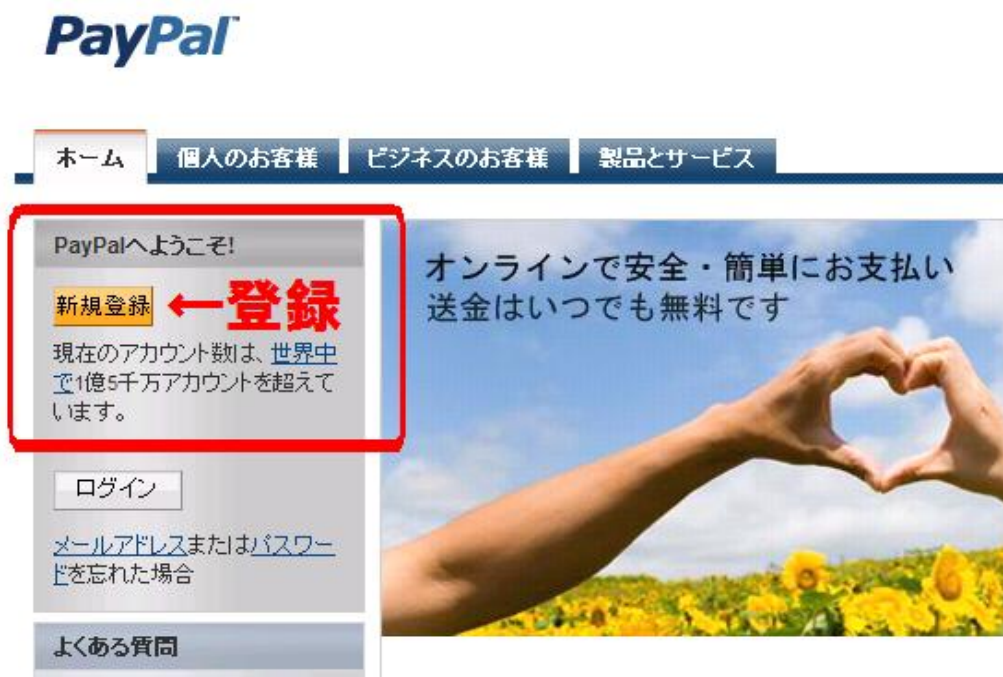 PayPal
ホーム 個人のお客様 ビジネスのお客様 製品とサービス
PayPalへようこそ!
新規登録 ←登録
現在のアカウント数は、世界中
で1億5千万アカウントを超えて
います。
ログイン
メールアドレスまたはパスワー
ドを忘れた場合
よくある質問
オンラインで安全・簡単にお支払い
送金はいつでも無料です